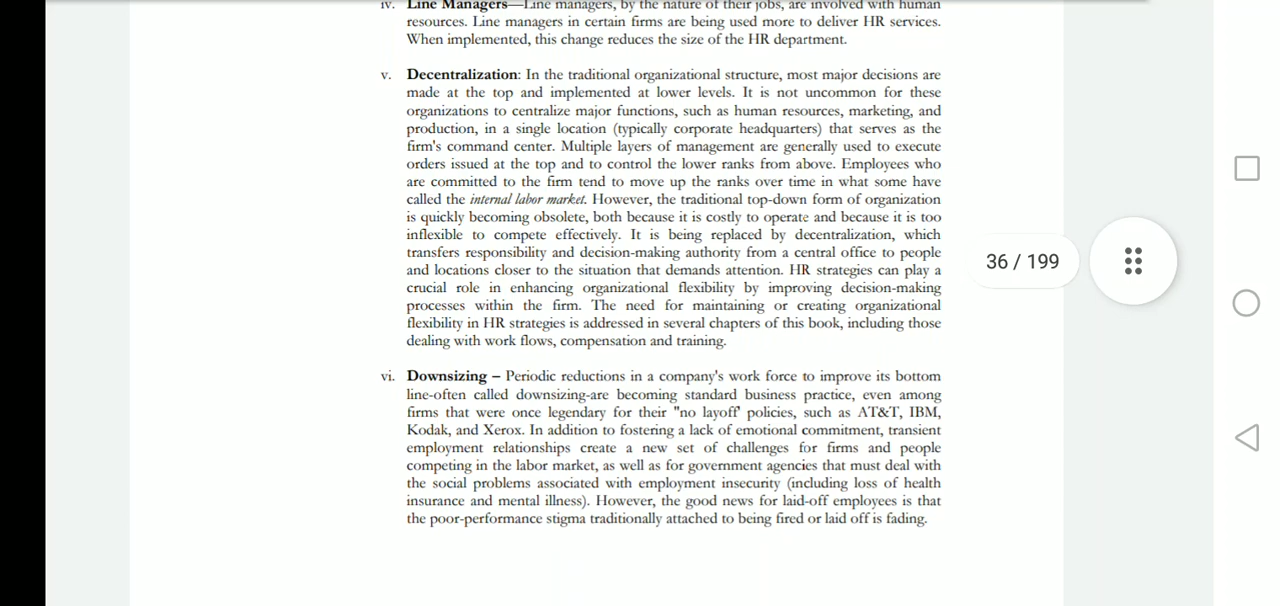 iv. Line Managers—Line managers, by the nature of their jobs, are involved with human
resources. Line managers in certain firms are being used more to deliver HR services.
When implemented, this change reduces the size of the HR department.
v. Decentralization: In the traditional organizational structure, most major decisions are
made at the top and implemented at lower levels. It is not uncommon for these
organizations to centralize major functions, such as human resources, marketing, and
production, in a single location (typically corporate headquarters) that serves as the
firm's command center. Multiple layers of management are generally used to execute
orders issued at the top and to control the lower ranks from above. Employees who
are committed to the firm tend to move up the ranks over time in what some have
called the internal labor market. However, the traditional top-down form of organization
is quickly becoming obsolete, both because it is costly to operate and because it is too
inflexible to compete effectively. It is being replaced by decentralization, which
transfers responsibility and decision-making authority from a central office to people
and locations closer to the situation that demands attention. HR strategies can play a
crucial role in enhancing organizational flexibility by improving decision-making
processes within the firm. The need for maintaining or creating organizational
flexibility in HR strategies is addressed in several chapters of this book, including those
dealing with work flows, compensation and training.
36 / 199
vi. Downsizing – Periodic reductions in a company's work force to improve its bottom
line-often called downsizing-are becoming standard business practice, even among
firms that were once legendary for their "no layoff' policies, such as AT&T, IBM,
Kodak, and Xerox. In addition to fostering a lack of emotional commitment, transient
employment relationships create a new set of challenges for firms and people
competing in the labor market, as well as for government agencies that must deal with
the social problems associated with employment insecurity (including loss of health
insurance and mental illness). However, the good news for laid-off employees is that
the poor-performance stigma traditionally attached to being fired or laid off is fading.